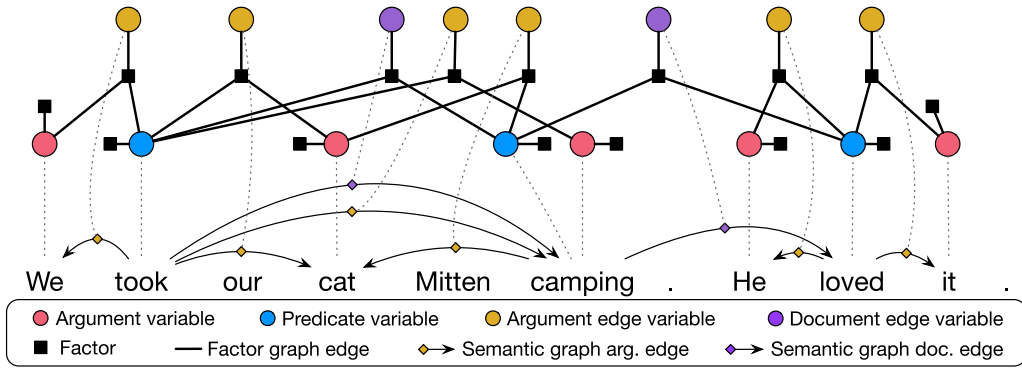 We took our cat Mitten camping . He loved it .
Argument variable Predicate variable Argument edge variable Document edge variable
Factor Factor graph edge Semantic graph arg. edge Semantic graph doc. edge